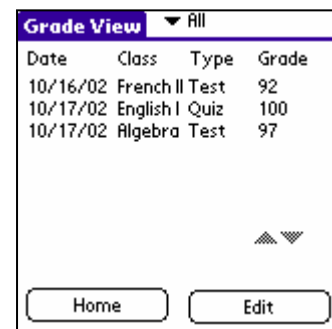 Grade View All
Date Class Type Grade
10/16/02 French II Test 92
10/17/02 English I Quiz 100
10/17/02 Algebra Test 97
Home Edit